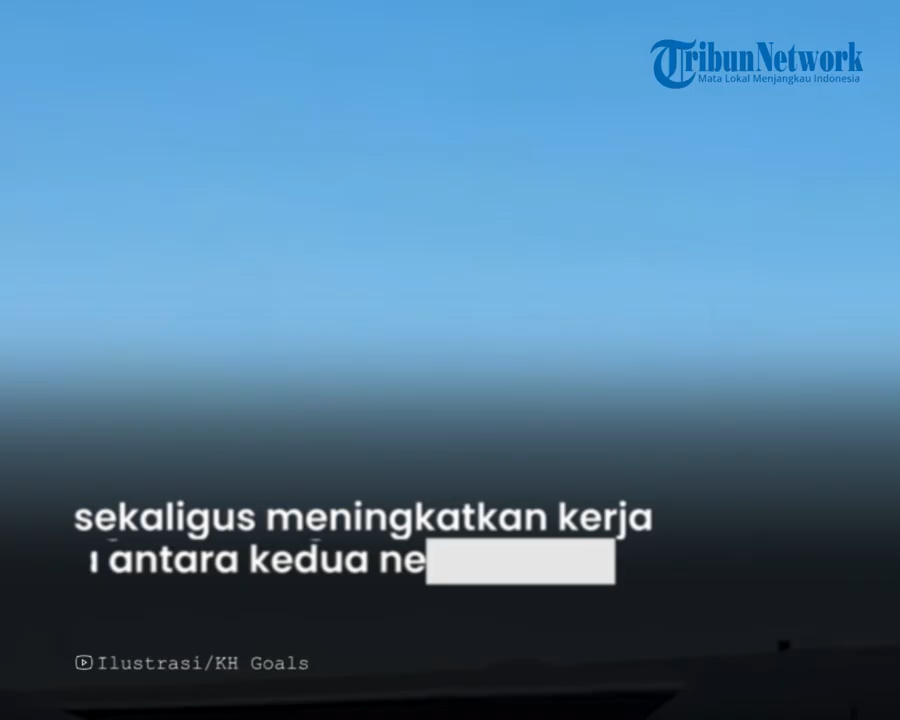 TribunNetwork
Mata Lokal Menjangkau Indonesia
sekaligus meningkatkan kerja
antara kedua ne
Ilustrasi/KH Goals